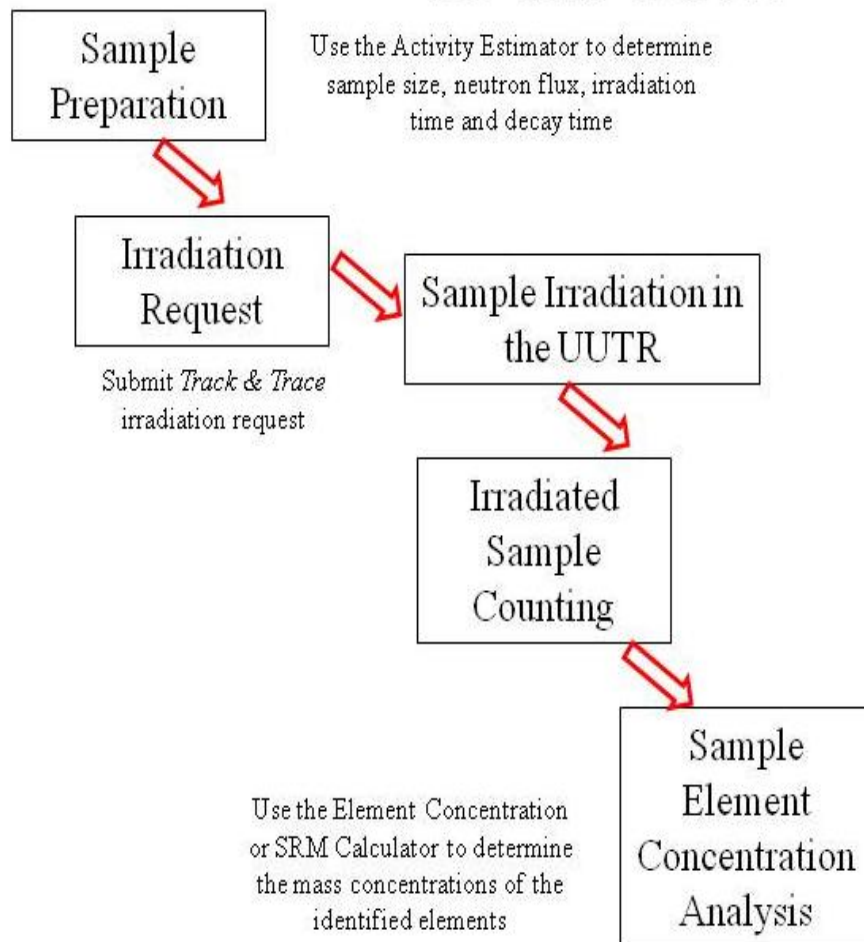 Sample
Preparation
Use the Activity Estimator to determine
sample size, neutron flux, irradiation
time and decay time
Irradiation
Request
Submit Track & Trace
irradiation request
Sample Irradiation in
the UUTR
Irradiated
Sample
Counting
Sample
Element
Concentration
Analysis
Use the Element Concentration
or SRM Calculator to determine
the mass concentrations of the
identified elements